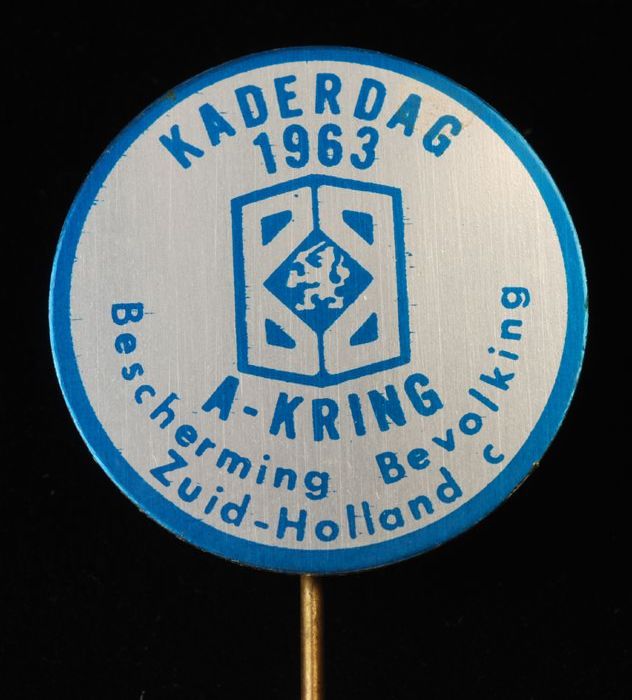 KADERDAG
1963
A-KRING
Bescherming Bevolking
Zuid-Holland c